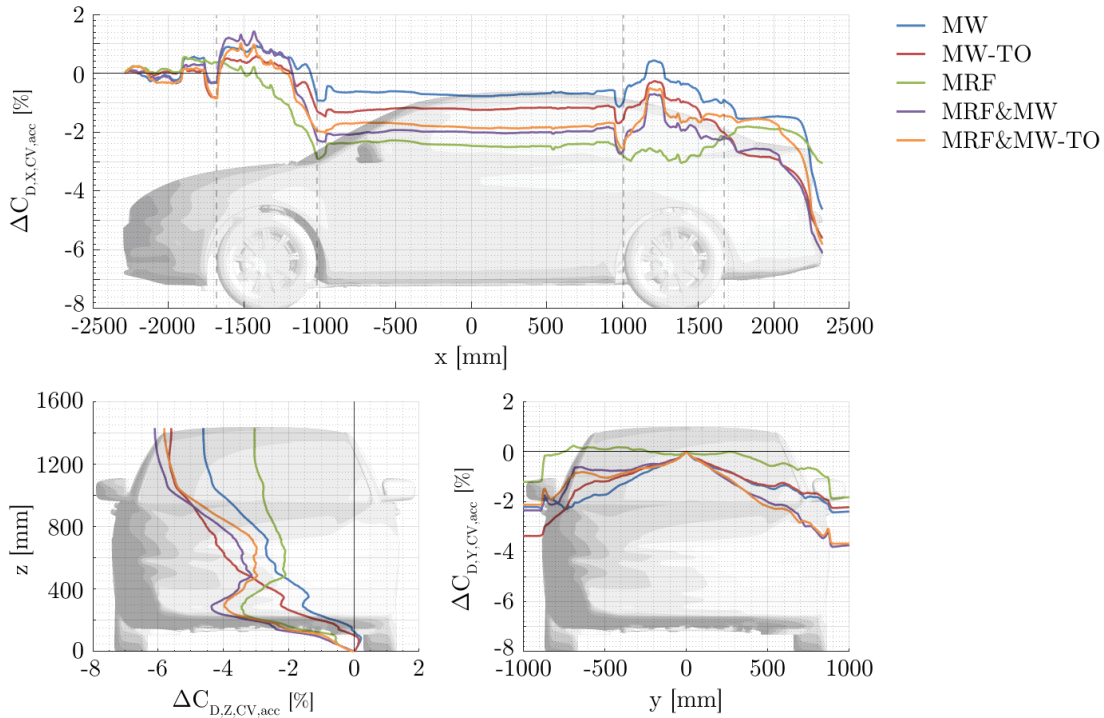 2
0
-2
-4
-6
-8
ΔC_D,X,CV,acc [%]
-2500 -2000 -1500 -1000 -500 0 500 1000 1500 2000 2500
x [mm]
MW
MW-TO
MRF
MRF&MW
MRF&MW-TO
1600
1200
800
400
0
z [mm]
-8 -6 -4 -2 0 2
ΔC_D,Z,CV,acc [%]
2
0
-2
-4
-6
-8
ΔC_D,Y,CV,acc [%]
-1000 -500 0 500 1000
y [mm]